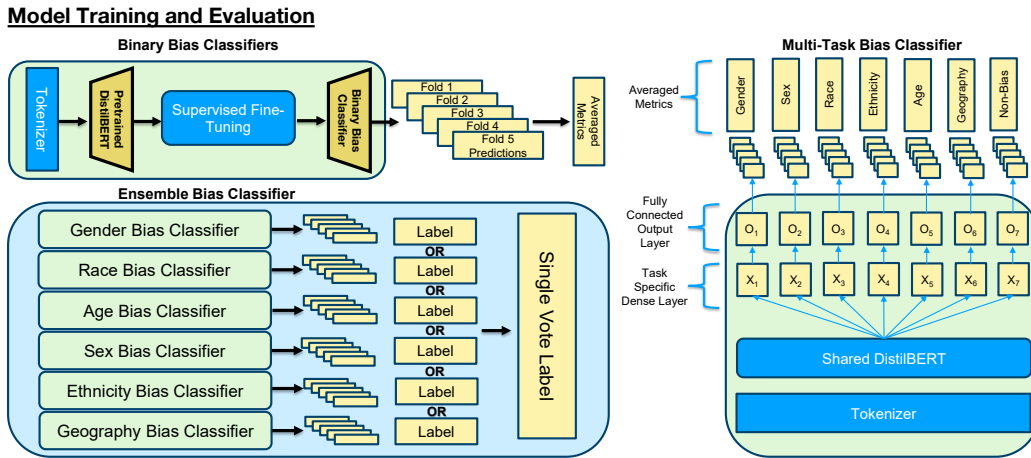 Model Training and Evaluation
Binary Bias Classifiers
Tokenizer
Pretrained
DistilBERT
Supervised Fine-
Tuning
Binary Bias
Classifier
Fold 1
Fold 2
Fold 3
Fold 4
Fold 5
Predictions
Averaged
Metrics
Ensemble Bias Classifier
Gender Bias Classifier
Race Bias Classifier
Age Bias Classifier
Sex Bias Classifier
Ethnicity Bias Classifier
Geography Bias Classifier
Label
OR
Label
OR
Label
OR
Label
OR
Label
OR
Label
Single Vote Label
Multi-Task Bias Classifier
Averaged
Metrics
Gender
Sex
Race
Ethnicity
Age
Geography
Non-Bias
Fully
Connected
Output
Layer
O₁
O₂
O₃
O₄
O₅
O₆
O₇
Task
Specific
Dense Layer
X₁
X₂
X₃
X₄
X₅
X₆
X₇
Shared DistilBERT
Tokenizer